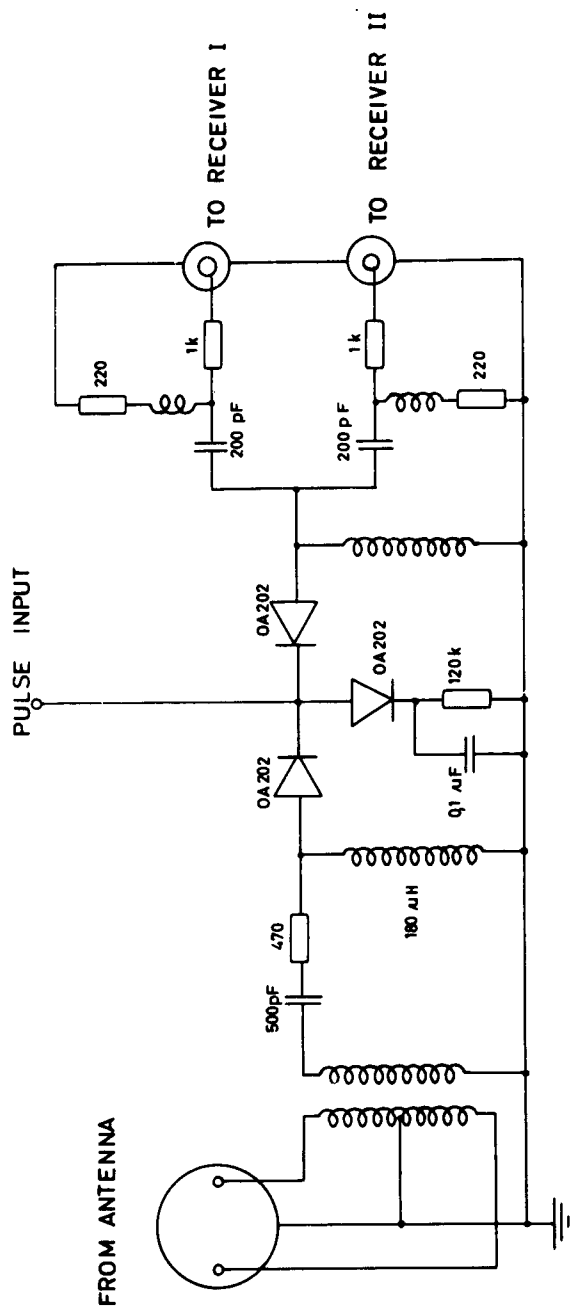 FROM ANTENNA
500pF
470
180 µH
OA202
PULSE INPUT
OA202
OA202
0,1 µF
120k
200 pF
220
1k
TO RECEIVER I
200 pF
1k
220
TO RECEIVER II